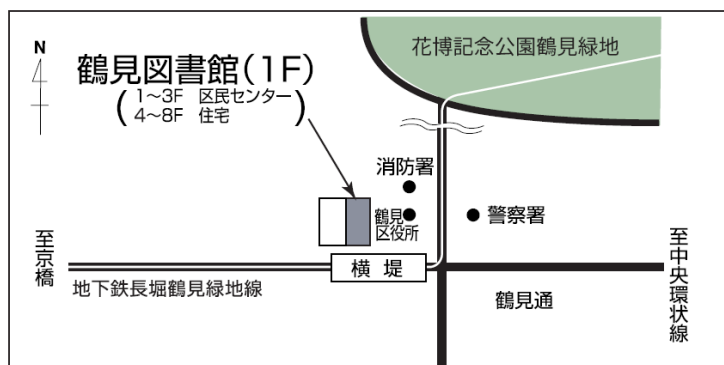 花博記念公園鶴見緑地
N
鶴見図書館(1F)
(1～3F 区民センター
4～8F 住宅)
消防署
鶴見
区役所
警察署
至京橋
至中央環状線
横堤
地下鉄長堀鶴見緑地線
鶴見通